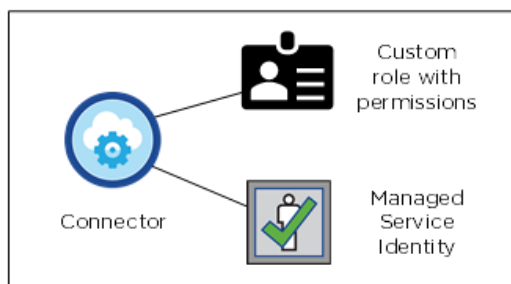 Custom
role with
permissions
Connector
Managed
Service
Identity